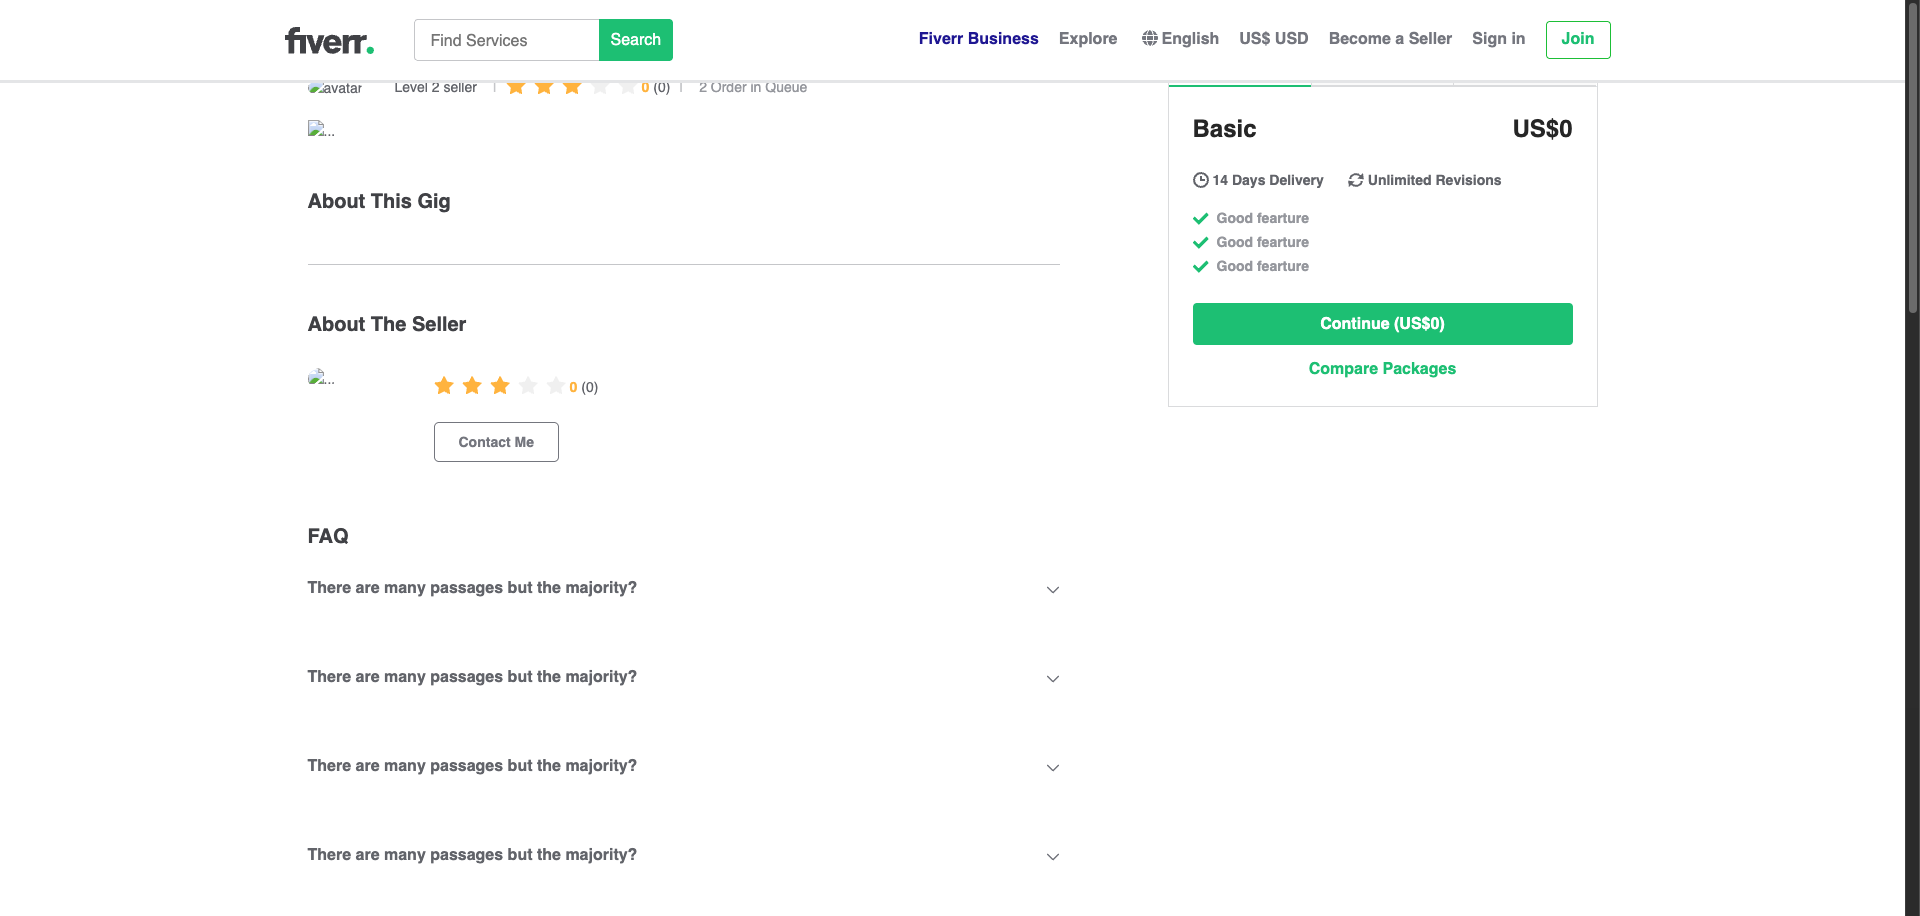 fiverr.
Find Services
Search
Fiverr Business
Explore
English
US$ USD
Become a Seller
Sign in
Join
avatar
Level 2 seller
0 (0)
2 Order in Queue
...
About This Gig
About The Seller
...
0 (0)
Contact Me
FAQ
There are many passages but the majority?
There are many passages but the majority?
There are many passages but the majority?
There are many passages but the majority?
Basic
US$0
14 Days Delivery
Unlimited Revisions
Good fearture
Good fearture
Good fearture
Continue (US$0)
Compare Packages